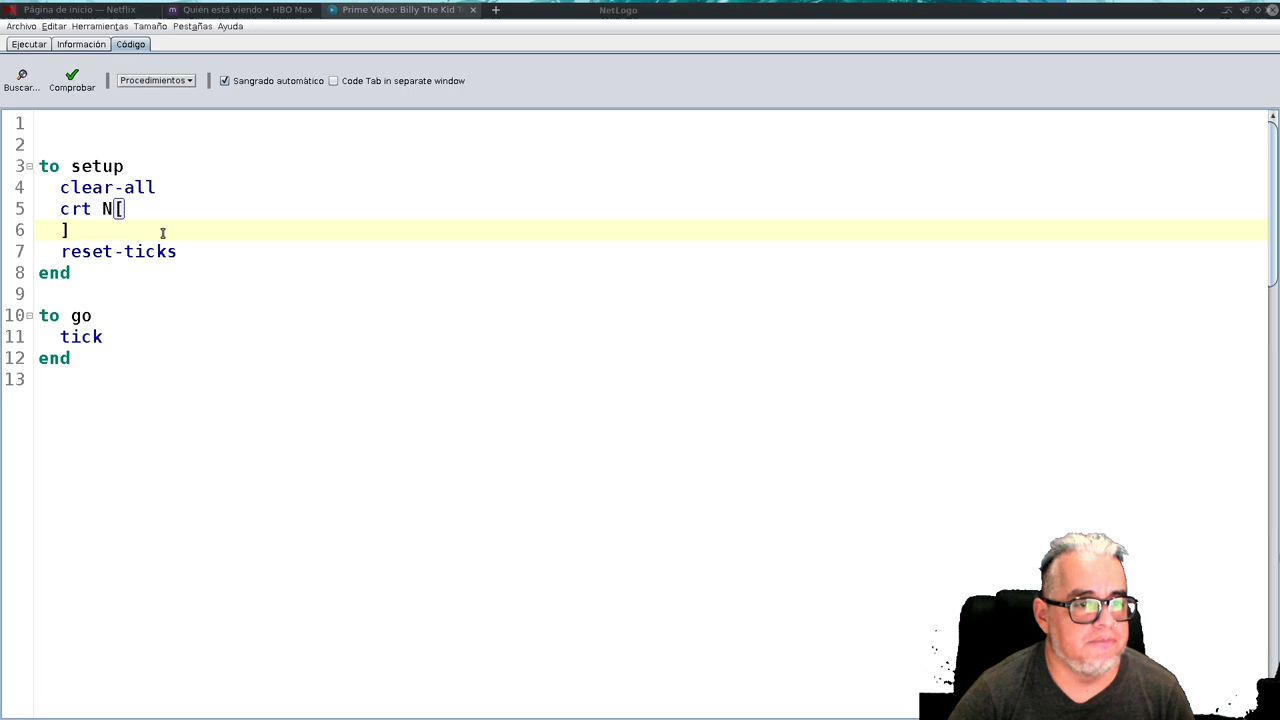 Página de inicio — Netflix Quién está viendo • HBO Max Prime Video: Billy The Kid NetLogo
Archivo Editar Herramientas Tamaño Pestañas Ayuda
Ejecutar Información Código
Buscar... Comprobar Procedimientos Sangrado automático Code Tab in separate window
1
2
3 to setup
4 clear-all
5 crt N[
6 ]
7 reset-ticks
8 end
9
10 to go
11 tick
12 end
13